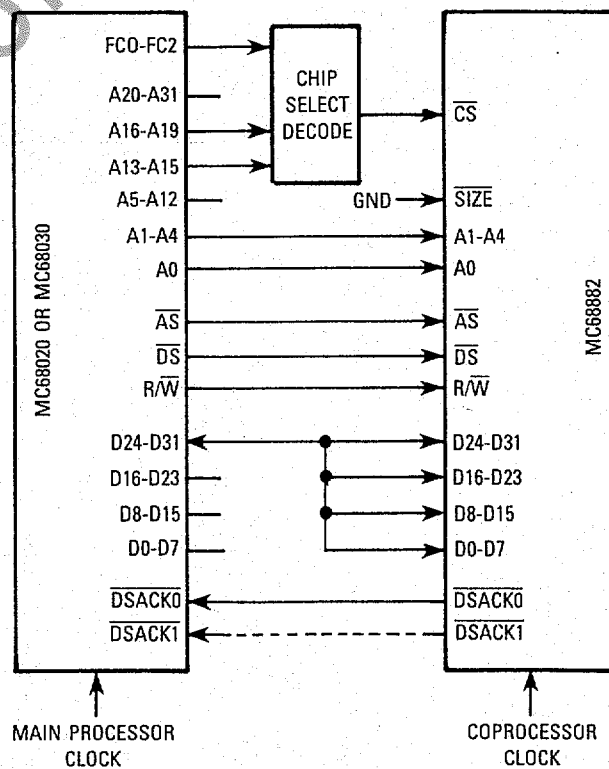 FC0-FC2
A20-A31
A16-A19
A13-A15
A5-A12
A1-A4
A0
AS
DS
R/W
D24-D31
D16-D23
D8-D15
D0-D7
DSACK0
DSACK1
MC68020 OR MC68030
CHIP
SELECT
DECODE
GND
CS
SIZE
A1-A4
A0
AS
DS
R/W
D24-D31
D16-D23
D8-D15
D0-D7
DSACK0
DSACK1
MC68882
MAIN PROCESSOR
CLOCK
COPROCESSOR
CLOCK